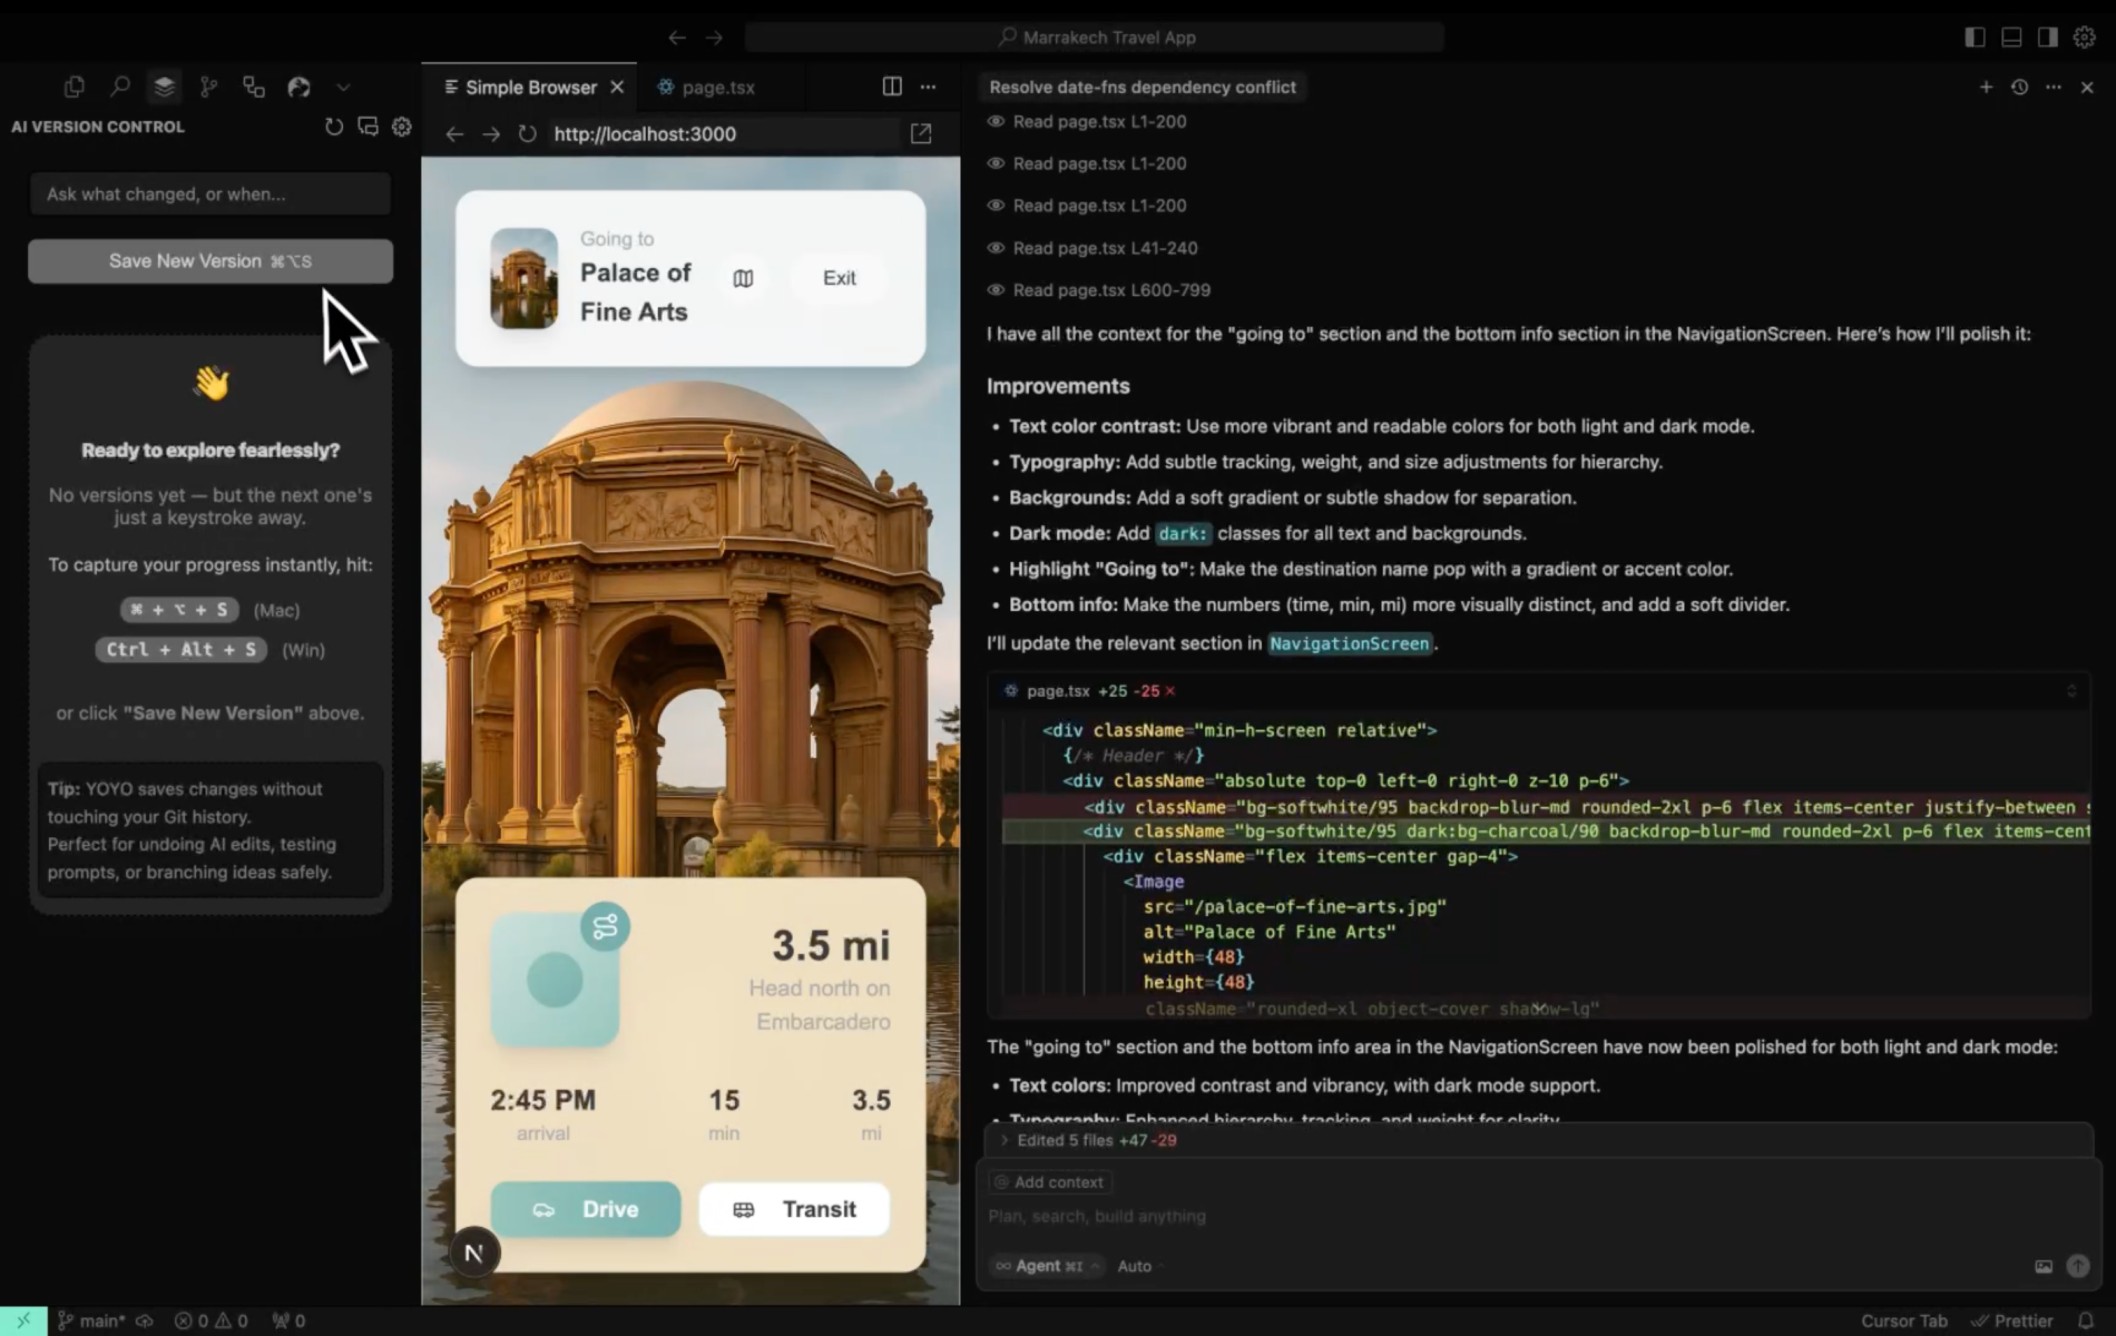 Marrakech Travel App
AI VERSION CONTROL
Ask what changed, or when...
Save New Version ⌘⌥S
👋
Ready to explore fearlessly?
No versions yet — but the next one's
just a keystroke away.
To capture your progress instantly, hit:
⌘ + ⌥ + S (Mac)
Ctrl + Alt + S (Win)
or click "Save New Version" above.
Tip: YOYO saves changes without
touching your Git history.
Perfect for undoing AI edits, testing
prompts, or branching ideas safely.
Simple Browser
page.tsx
http://localhost:3000
Going to
Palace of
Fine Arts
Exit
3.5 mi
Head north on
Embarcadero
2:45 PM
arrival
15
min
3.5
mi
Drive
Transit
N
Resolve date-fns dependency conflict
Read page.tsx L1-200
Read page.tsx L1-200
Read page.tsx L1-200
Read page.tsx L41-240
Read page.tsx L600-799
I have all the context for the "going to" section and the bottom info section in the NavigationScreen. Here's how I'll polish it:
Improvements
• Text color contrast: Use more vibrant and readable colors for both light and dark mode.
• Typography: Add subtle tracking, weight, and size adjustments for hierarchy.
• Backgrounds: Add a soft gradient or subtle shadow for separation.
• Dark mode: Add dark: classes for all text and backgrounds.
• Highlight "Going to": Make the destination name pop with a gradient or accent color.
• Bottom info: Make the numbers (time, min, mi) more visually distinct, and add a soft divider.
I'll update the relevant section in NavigationScreen.
page.tsx +25 -25
<div className="min-h-screen relative">
{/* Header */}
<div className="absolute top-0 left-0 right-0 z-10 p-6">
<div className="bg-softwhite/95 backdrop-blur-md rounded-2xl p-6 flex items-center justify-between
<div className="bg-softwhite/95 dark:bg-charcoal/90 backdrop-blur-md rounded-2xl p-6 flex items-cent
<div className="flex items-center gap-4">
<Image
src="/palace-of-fine-arts.jpg"
alt="Palace of Fine Arts"
width={48}
height={48}
className="rounded-xl object-cover shadow-lg"
The "going to" section and the bottom info area in the NavigationScreen have now been polished for both light and dark mode:
• Text colors: Improved contrast and vibrancy, with dark mode support.
• Typography: Enhanced hierarchy, tracking, and weight for clarity.
Edited 5 files +47 -29
@ Add context
Plan, search, build anything
∞ Agent ⌘I
Auto
main*
0
0
0
Cursor Tab
Prettier